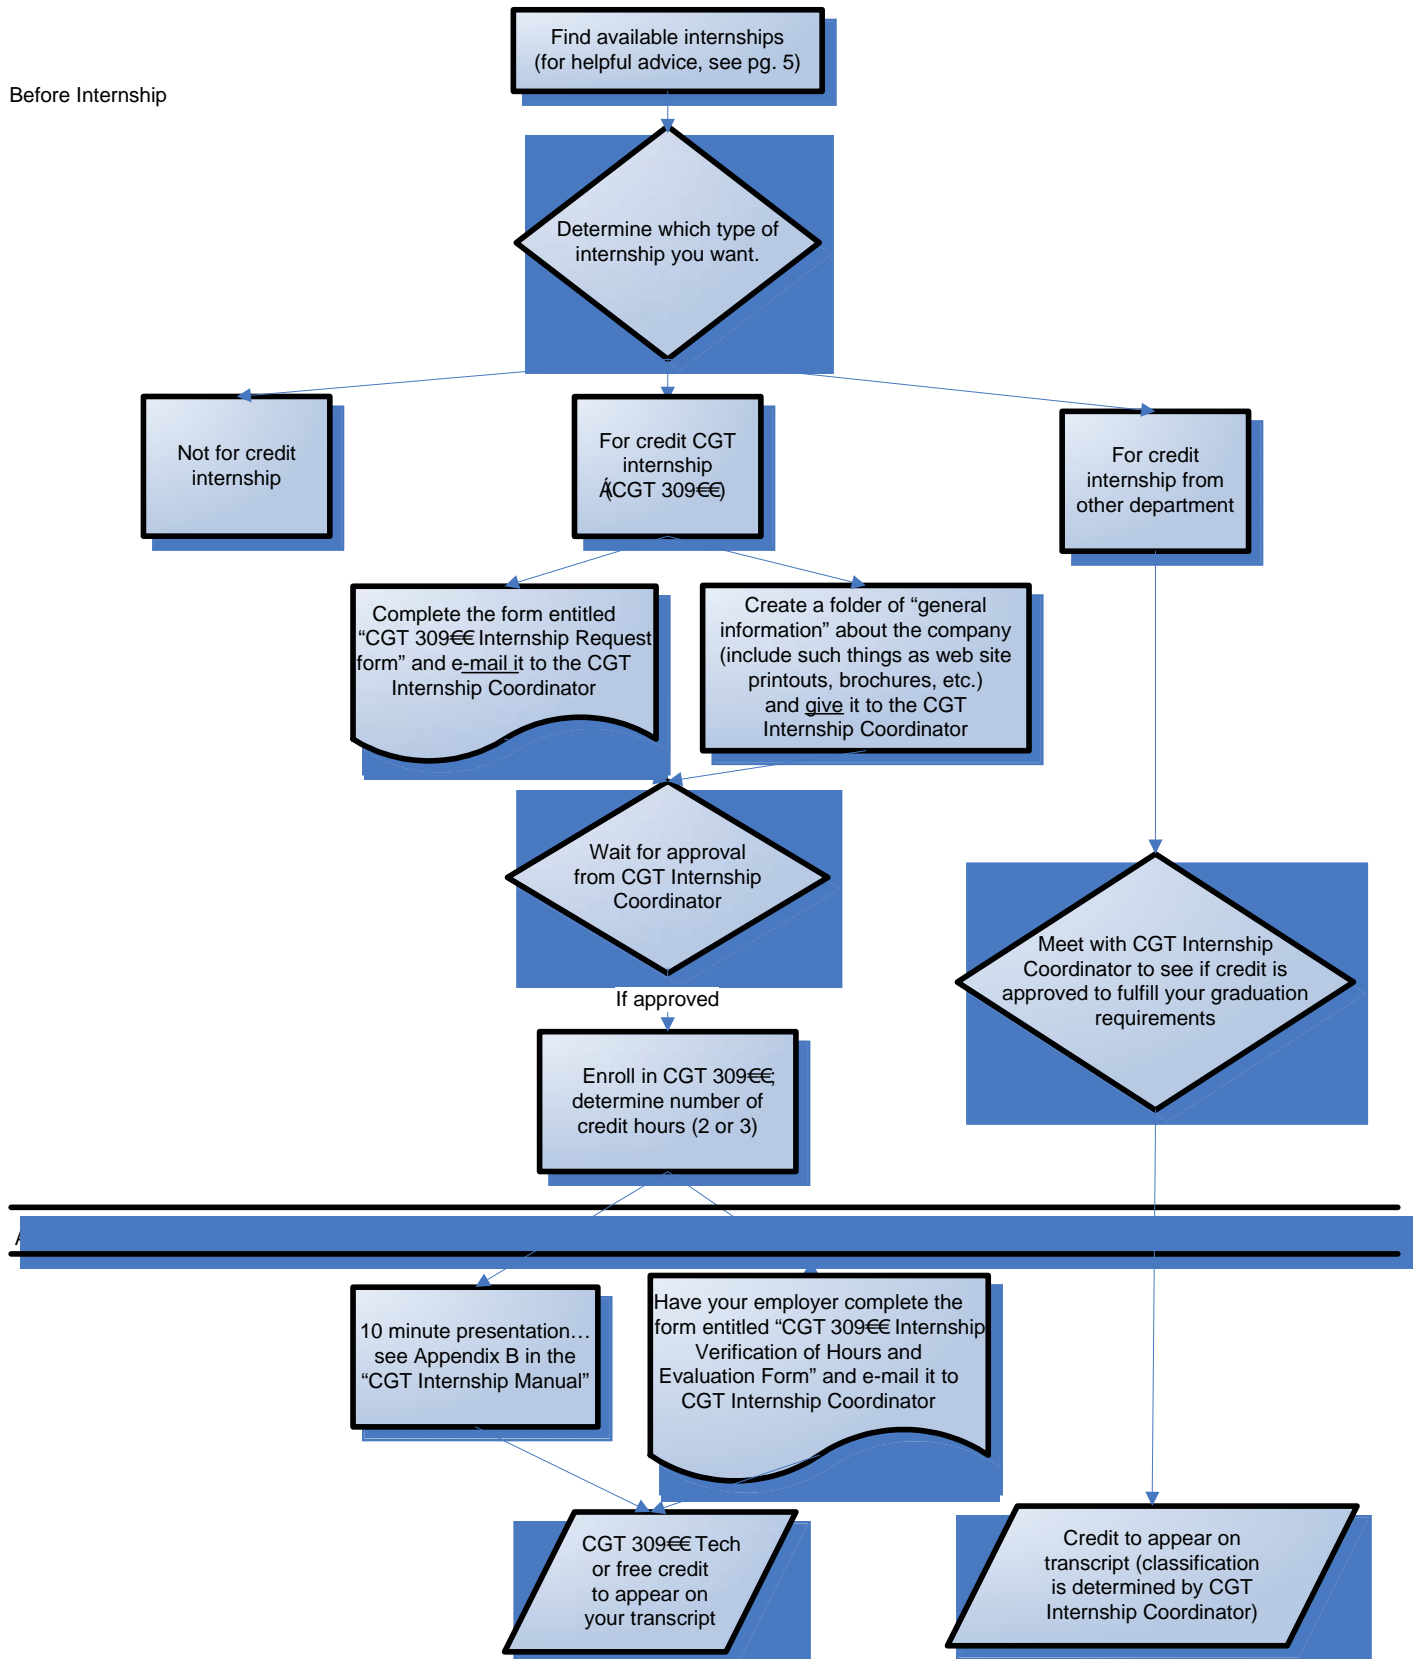 Find available internships
(for helpful advice, see pg. 5)
Before Internship
Determine which type of
internship you want.
Not for credit
internship
For credit CGT
internship
Á(CGT 309€€)
For credit
internship from
other department
Complete the form entitled
“CGT 309€€ Internship Request
form” and e-mail it to the CGT
Internship Coordinator
Create a folder of “general
information” about the company
(include such things as web site
printouts, brochures, etc.)
and give it to the CGT
Internship Coordinator
Wait for approval
from CGT Internship
Coordinator
Meet with CGT Internship
Coordinator to see if credit is
approved to fulfill your graduation
requirements
If approved
Enroll in CGT 309€€;
determine number of
credit hours (2 or 3)
10 minute presentation…
see Appendix B in the
“CGT Internship Manual”
Have your employer complete the
form entitled “CGT 309€€ Internship
Verification of Hours and
Evaluation Form” and e-mail it to
CGT Internship Coordinator
CGT 309€€ Tech
or free credit
to appear on
your transcript
Credit to appear on
transcript (classification
is determined by CGT
Internship Coordinator)